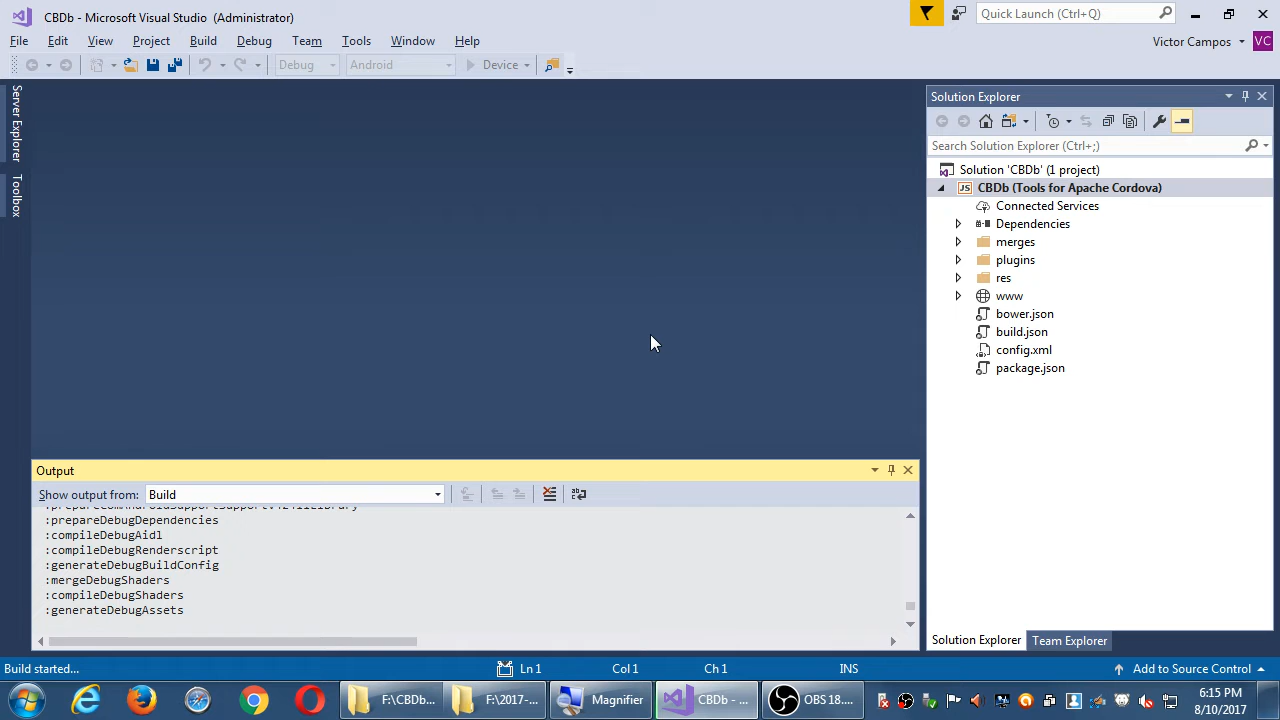 CBDb - Microsoft Visual Studio (Administrator)
Quick Launch (Ctrl+Q)
File Edit View Project Build Debug Team Tools Window Help
Victor Campos VC
Debug Android Device
Server Explorer
Toolbox
Solution Explorer
Search Solution Explorer (Ctrl+;)
Solution 'CBDb' (1 project)
JS CBDb (Tools for Apache Cordova)
Connected Services
Dependencies
merges
plugins
res
www
bower.json
build.json
config.xml
package.json
Output
Show output from: Build
:prepareDebugDependencies
:compileDebugAidl
:compileDebugRenderscript
:generateDebugBuildConfig
:mergeDebugShaders
:compileDebugShaders
:generateDebugAssets
Solution Explorer Team Explorer
Build started... Ln 1 Col 1 Ch 1 INS Add to Source Control
F:\CBDb... F:\2017-... Magnifier CBDb - ... OBS 18....
6:15 PM
8/10/2017